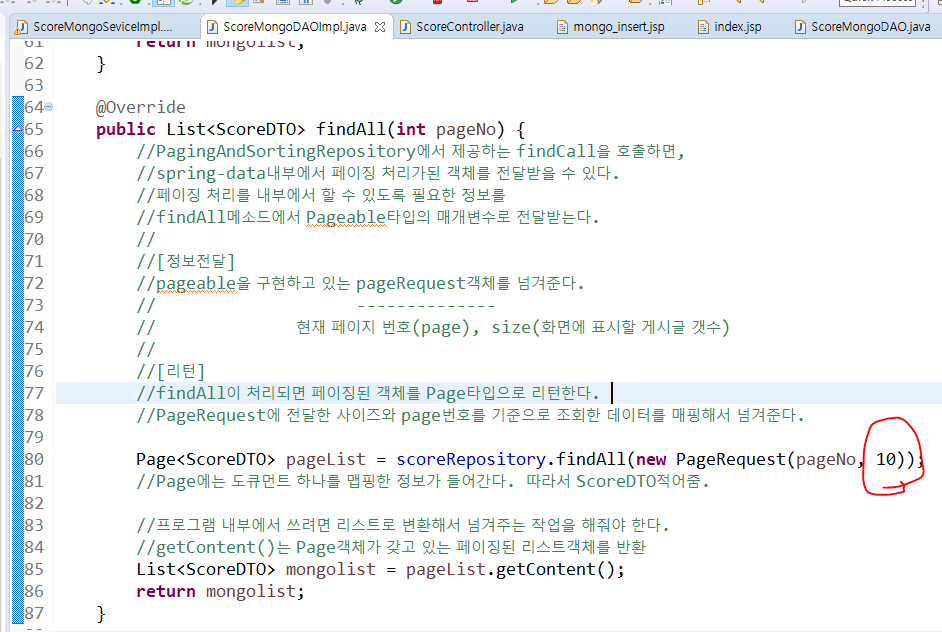 ScoreMongoSeviceImpl....
ScoreMongoDAOImpl.java
ScoreController.java
mongo_insert.jsp
index.jsp
ScoreMongoDAO.java
61 return mongolist;
62 }
63
64 @Override
65 public List<ScoreDTO> findAll(int pageNo) {
66 //PagingAndSortingRepository에서 제공하는 findCall을 호출하면,
67 //spring-data내부에서 페이징 처리가된 객체를 전달받을 수 있다.
68 //페이징 처리를 내부에서 할 수 있도록 필요한 정보를
69 //findAll메소드에서 Pageable타입의 매개변수로 전달받는다.
70 //
71 //[정보전달]
72 //pageable을 구현하고 있는 pageRequest객체를 넘겨준다.
73 // --------------
74 // 현재 페이지 번호(page), size(화면에 표시할 게시글 갯수)
75 //
76 //[리턴]
77 //findAll이 처리되면 페이징된 객체를 Page타입으로 리턴한다.
78 //PageRequest에 전달한 사이즈와 page번호를 기준으로 조회한 데이터를 매핑해서 넘겨준다.
79
80 Page<ScoreDTO> pageList = scoreRepository.findAll(new PageRequest(pageNo, 10));
81 //Page에는 도큐먼트 하나를 맵핑한 정보가 들어간다. 따라서 ScoreDTO적어줌.
82
83 //프로그램 내부에서 쓰려면 리스트로 변환해서 넘겨주는 작업을 해줘야 한다.
84 //getContent()는 Page객체가 갖고 있는 페이징된 리스트객체를 반환
85 List<ScoreDTO> mongolist = pageList.getContent();
86 return mongolist;
87 }